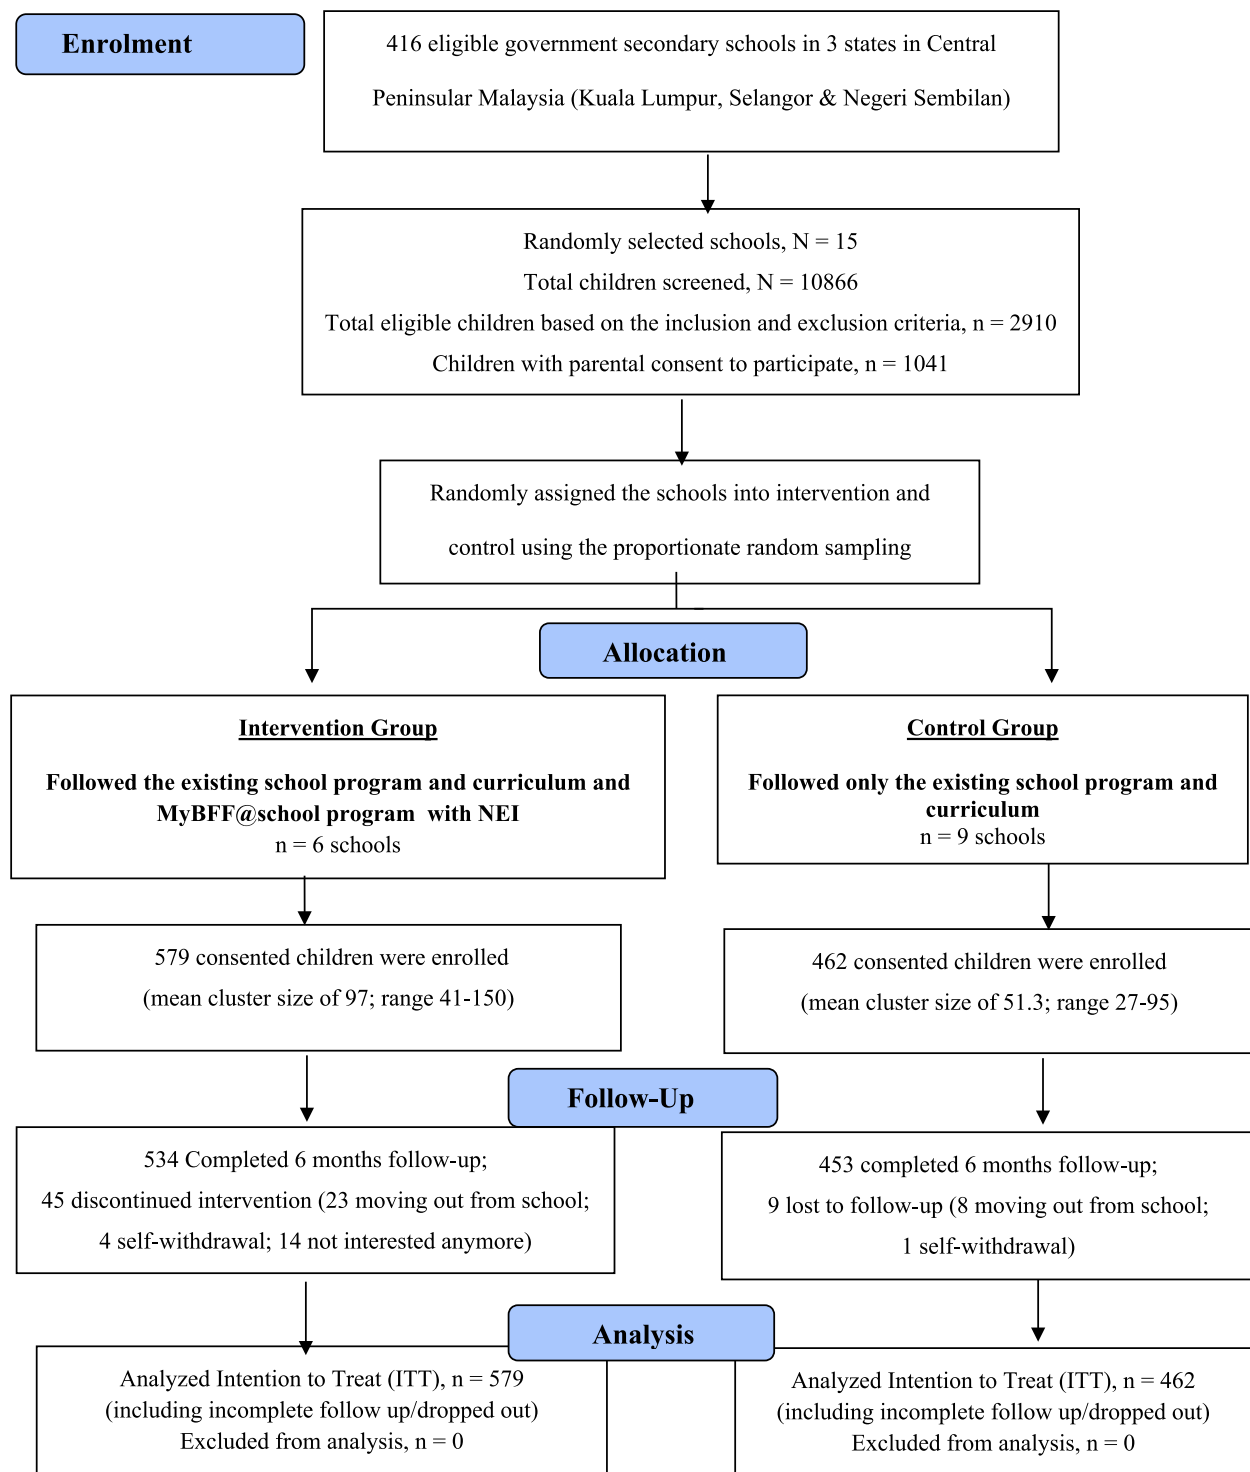 Enrolment
416 eligible government secondary schools in 3 states in Central
Peninsular Malaysia (Kuala Lumpur, Selangor & Negeri Sembilan)
Randomly selected schools, N = 15
Total children screened, N = 10866
Total eligible children based on the inclusion and exclusion criteria, n = 2910
Children with parental consent to participate, n = 1041
Randomly assigned the schools into intervention and
control using the proportionate random sampling
Allocation
Intervention Group
Followed the existing school program and curriculum and
MyBFF@school program with NEI
n = 6 schools
Control Group
Followed only the existing school program and
curriculum
n = 9 schools
579 consented children were enrolled
(mean cluster size of 97; range 41-150)
462 consented children were enrolled
(mean cluster size of 51.3; range 27-95)
Follow-Up
534 Completed 6 months follow-up;
45 discontinued intervention (23 moving out from school;
4 self-withdrawal; 14 not interested anymore)
453 completed 6 months follow-up;
9 lost to follow-up (8 moving out from school;
1 self-withdrawal)
Analysis
Analyzed Intention to Treat (ITT), n = 579
(including incomplete follow up/dropped out)
Excluded from analysis, n = 0
Analyzed Intention to Treat (ITT), n = 462
(including incomplete follow up/dropped out)
Excluded from analysis, n = 0